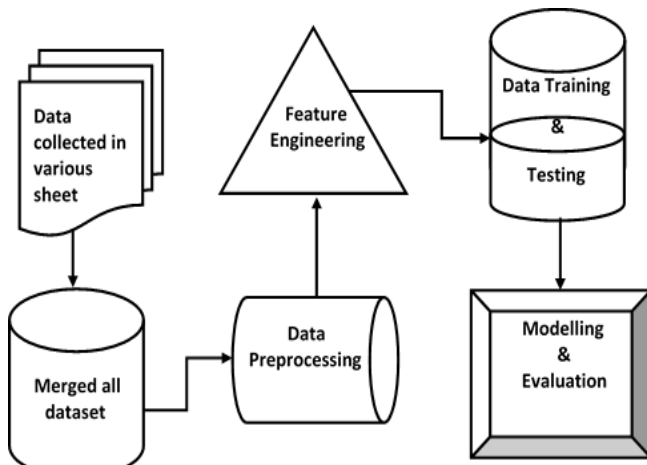 Data
collected in
various
sheet
Merged all
dataset
Data
Preprocessing
Feature
Engineering
Data Training
&
Testing
Modelling
&
Evaluation